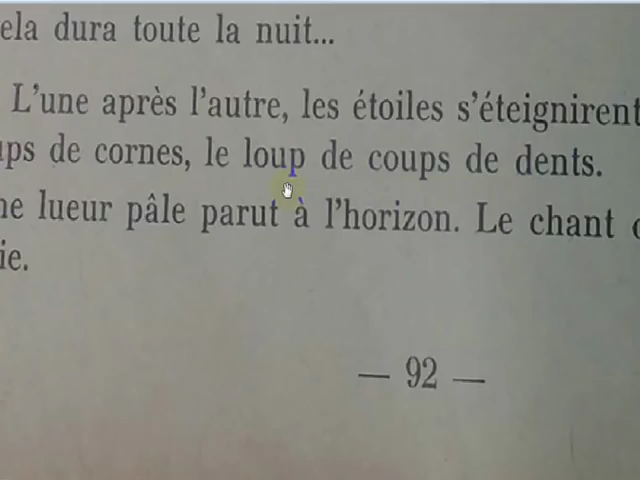 ela dura toute la nuit...
L'une après l'autre, les étoiles s'éteignirent
ups de cornes, le loup de coups de dents.
ne lueur pâle parut à l'horizon. Le chant
ie.
— 92 —